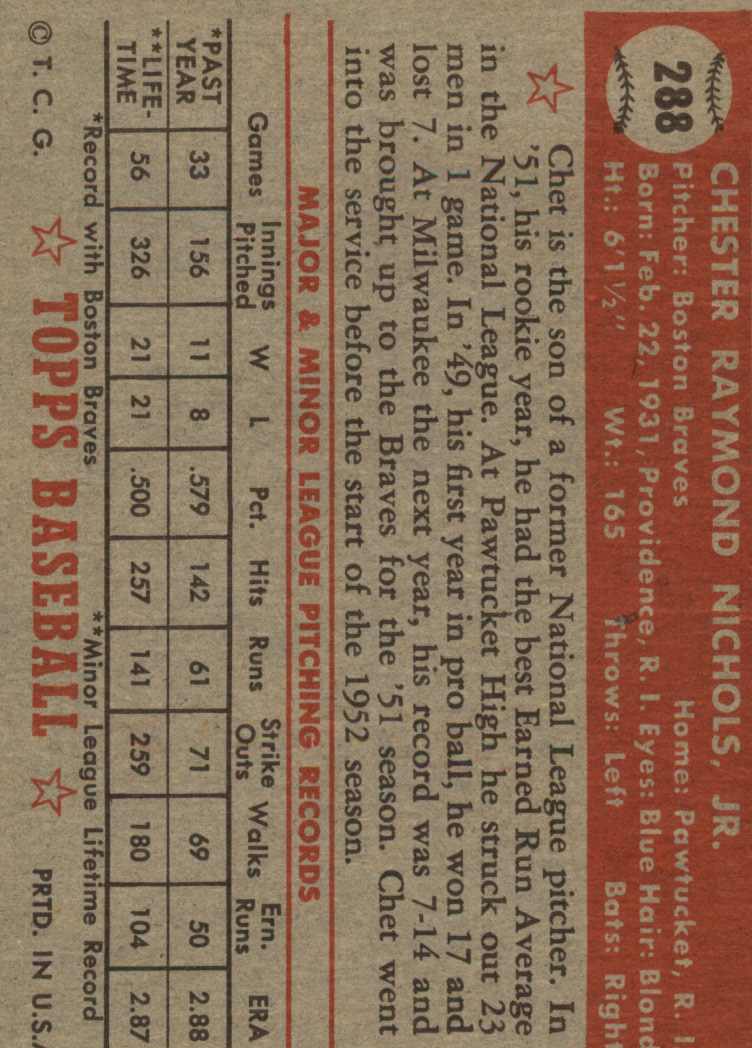 288
CHESTER RAYMOND NICHOLS, JR.
Pitcher: Boston Braves Home: Pawtucket, R. I
Born: Feb. 22, 1931, Providence, R. I. Eyes: Blue Hair: Blond
Ht.: 6'1½" Wt.: 165 Throws: Left Bats: Right
Chet is the son of a former National League pitcher. In
'51, his rookie year, he had the best Earned Run Average
in the National League. At Pawtucket High he struck out 23
men in 1 game. In '49, his first year in pro ball, he won 17 and
lost 7. At Milwaukee the next year, his record was 7-14 and
was brought up to the Braves for the '51 season. Chet went
into the service before the start of the 1952 season.
MAJOR & MINOR LEAGUE PITCHING RECORDS
Games Innings Pitched W L Pct. Hits Runs Strike Outs Walks Ern. Runs ERA
*PAST YEAR 33 156 11 8 .579 142 61 71 69 50 2.88
**LIFE-TIME 56 326 21 21 .500 257 141 259 180 104 2.87
*Record with Boston Braves **Minor League Lifetime Record
© T. C. G. TOPPS BASEBALL PRTD. IN U.S.A